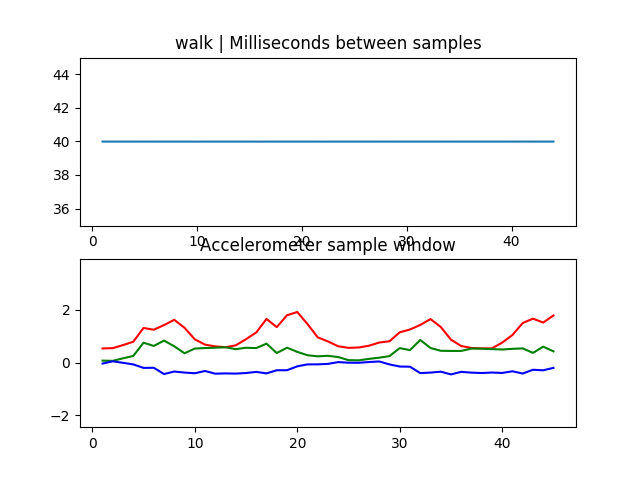 walk | Milliseconds between samples
44
42
40
38
36
0 10 20 30 40
Accelerometer sample window
2
0
−2
0 10 20 30 40